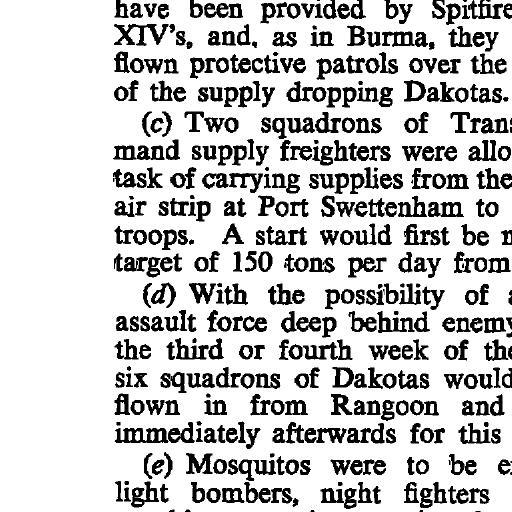 have been provided by Spitfire
XIV's, and, as in Burma, they
flown protective patrols over the
of the supply dropping Dakotas.
(c) Two squadrons of Trans
mand supply freighters were allo
task of carrying supplies from the
air strip at Port Swettenham to
troops. A start would first be
target of 150 tons per day from
(d) With the possibility of a
assault force deep behind enemy
the third or fourth week of the
six squadrons of Dakotas would
flown in from Rangoon and
immediately afterwards for this
(e) Mosquitos were to be e
light bombers, night fighters